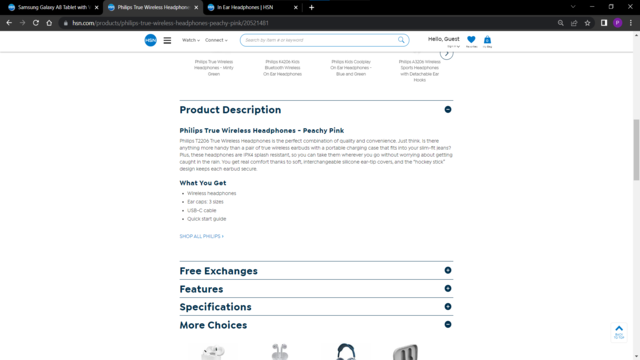 Samsung Galaxy A8 Tablet with V
Philips True Wireless Headphone
In Ear Headphones | HSN
hsn.com/products/philips-true-wireless-headphones-peachy-pink/20521481
HSN
Watch
Connect
Search by item # or keyword
Hello, Guest
Philips True Wireless Headphones - Minty Green
Philips K4206 Kids Bluetooth Wireless On Ear Headphones
Philips Kids Coolplay On Ear Headphones - Blue and Green
Philips A3206 Wireless Sports Headphones with Detachable Ear Hooks
Product Description
Philips True Wireless Headphones - Peachy Pink
Philips T2206 True Wireless Headphones is the perfect combination of quality and convenience. Just think. Is there
anything more handy than a pair of true wireless earbuds with a portable charging case that fits into your slim-fit jeans?
Plus, these headphones are IPX4 splash resistant, so you can take them wherever you go without worrying about getting
caught in the rain. You get real comfort thanks to soft, interchangeable silicone ear-tip covers, and the "hockey stick"
design keeps each earbud secure
What You Get
Wireless headphones
Ear caps: 3 sizes
USB-C cable
Quick start guide
SHOP ALL PHILIPS >
Free Exchanges
Features
Specifications
More Choices
BACK
TO TOP